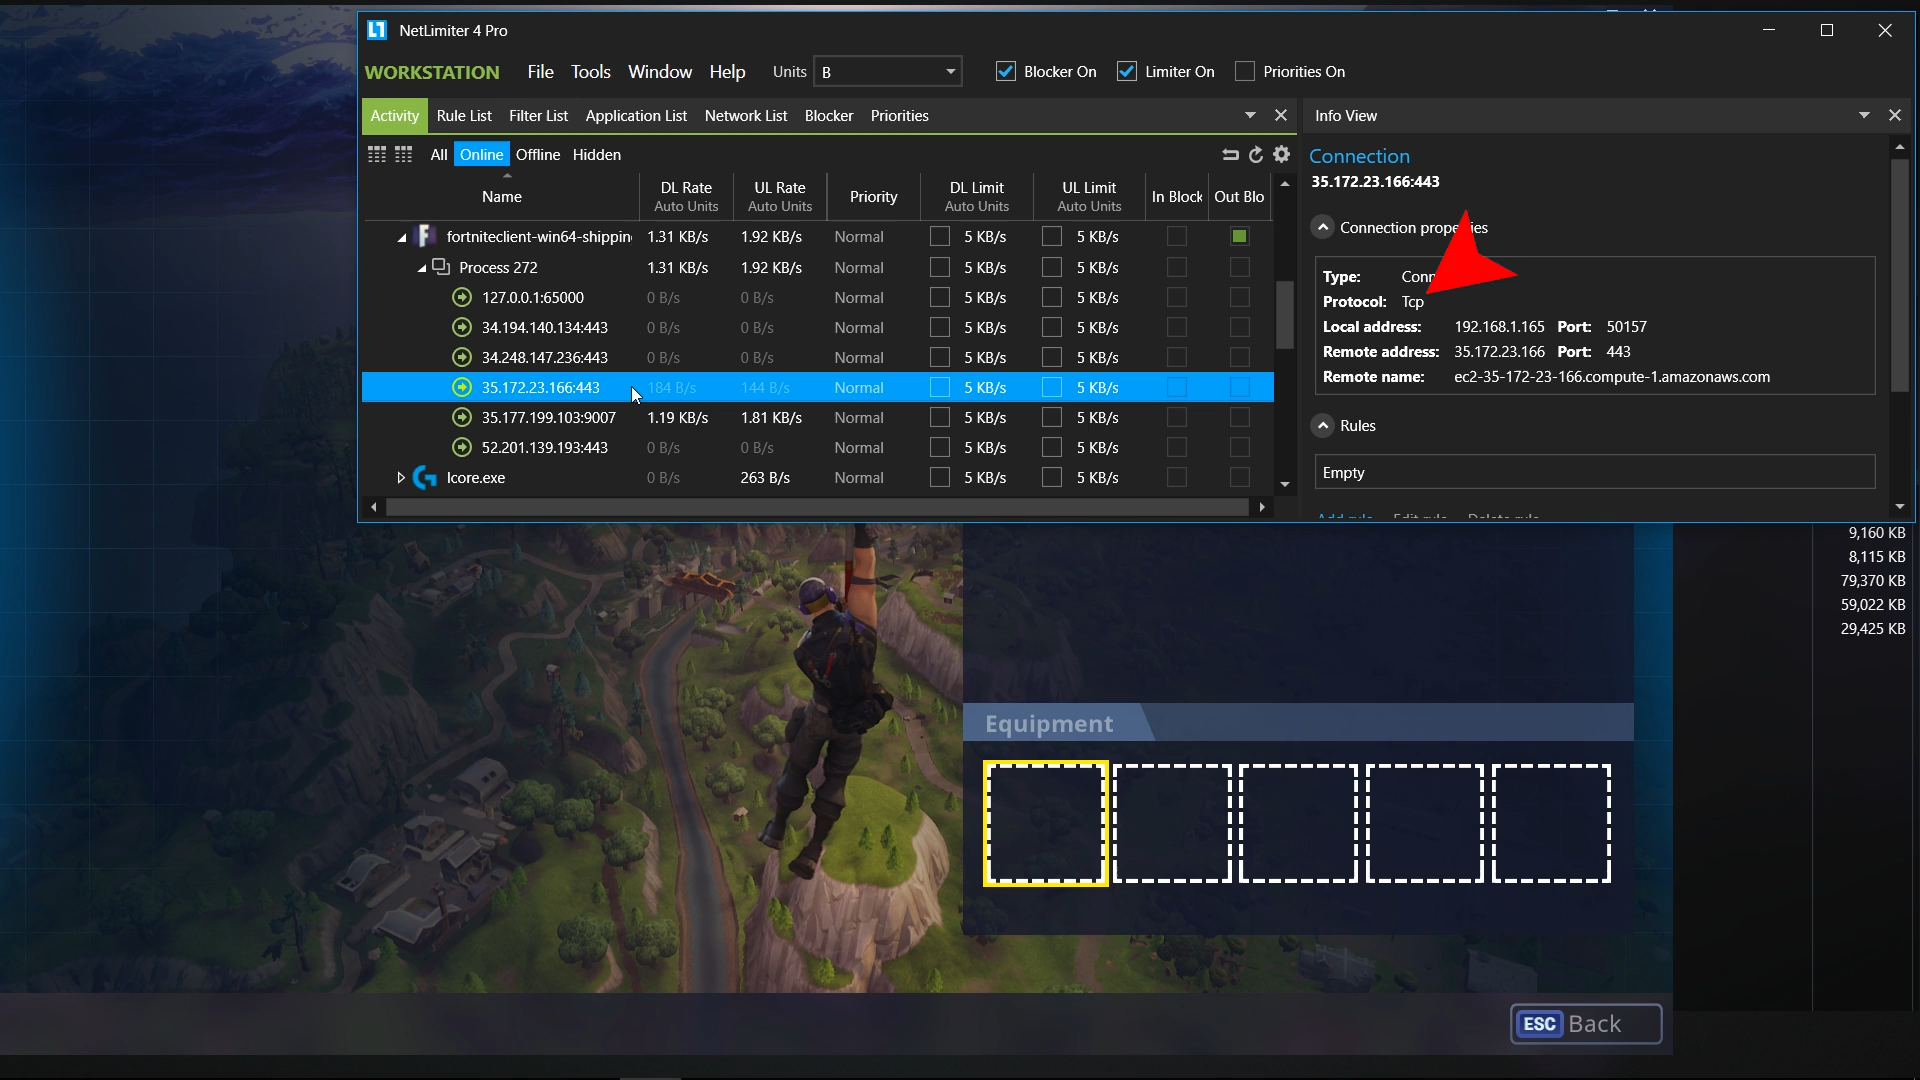 NetLimiter 4 Pro
WORKSTATION File Tools Window Help Units B Blocker On Limiter On Priorities On
Activity Rule List Filter List Application List Network List Blocker Priorities
All Online Offline Hidden
Name DL Rate Auto Units UL Rate Auto Units Priority DL Limit Auto Units UL Limit Auto Units In Block Out Blo
fortniteclient-win64-shippin 1.31 KB/s 1.92 KB/s Normal 5 KB/s 5 KB/s
Process 272 1.31 KB/s 1.92 KB/s Normal 5 KB/s 5 KB/s
127.0.0.1:65000 0 B/s 0 B/s Normal 5 KB/s 5 KB/s
34.194.140.134:443 0 B/s 0 B/s Normal 5 KB/s 5 KB/s
34.248.147.236:443 0 B/s 0 B/s Normal 5 KB/s 5 KB/s
35.172.23.166:443 184 B/s 144 B/s Normal 5 KB/s 5 KB/s
35.177.199.103:9007 1.19 KB/s 1.81 KB/s Normal 5 KB/s 5 KB/s
52.201.139.193:443 0 B/s 0 B/s Normal 5 KB/s 5 KB/s
lcore.exe 0 B/s 263 B/s Normal 5 KB/s 5 KB/s
Info View
Connection
35.172.23.166:443
Connection
Type:
Protocol: Tcp
Local address: 192.168.1.165 Port: 50157
Remote address: 35.172.23.166 Port: 443
Remote name: ec2-35-172-23-166.compute-1.amazonaws.com
Rules
Empty
9,160 KB
8,115 KB
79,370 KB
59,022 KB
29,425 KB
Equipment
ESC Back